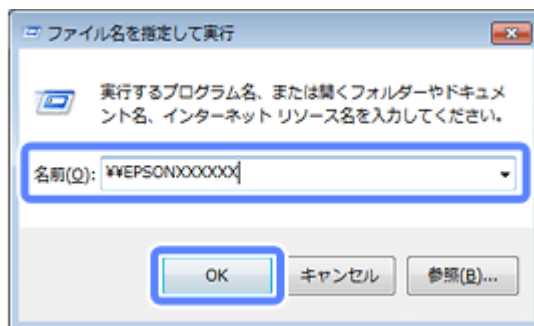 ファイル名を指定して実行
実行するプログラム名、または開くフォルダーやドキュメ
ント名、インターネット リソース名を入力してください。
名前(O): ¥¥EPSONXXXXXX
OK キャンセル 参照(B)...